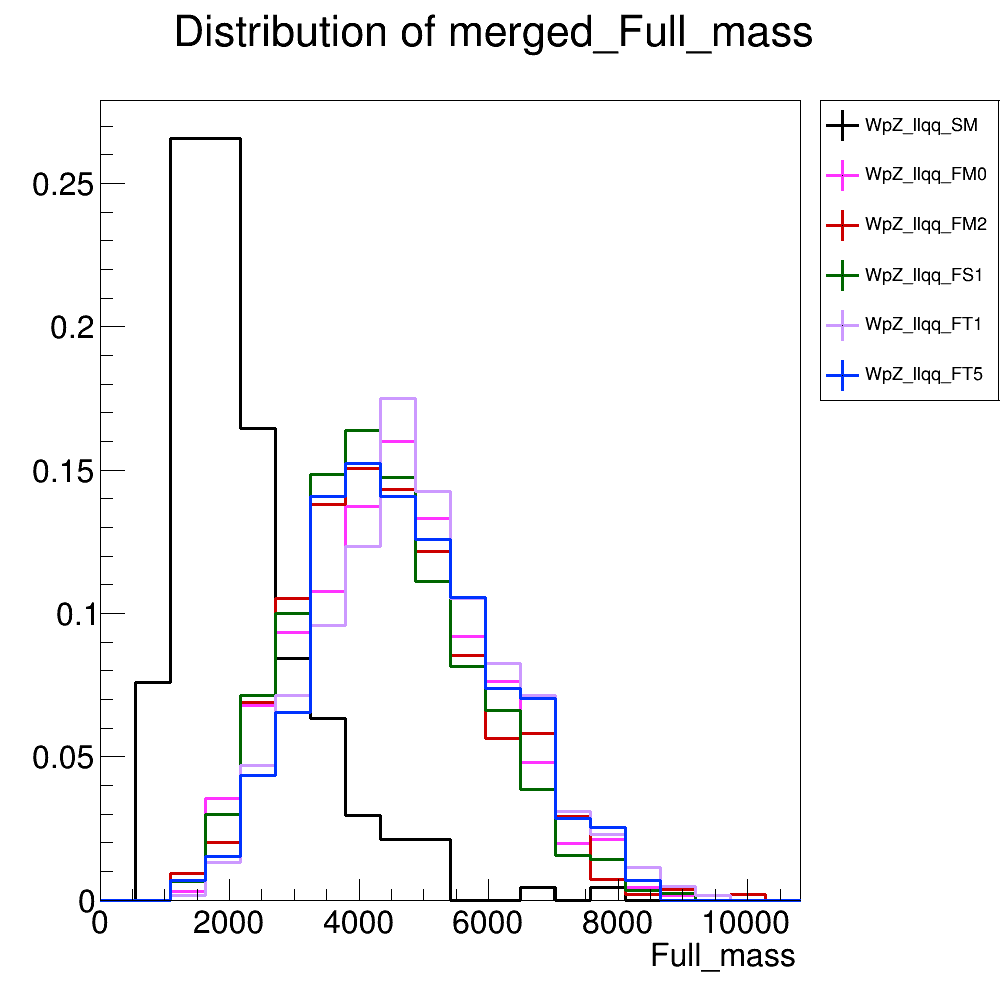 Distribution of merged_Full_mass
WpZ_llqq_SM
WpZ_llqq_FM0
WpZ_llqq_FM2
WpZ_llqq_FS1
WpZ_llqq_FT1
WpZ_llqq_FT5
0.25
0.2
0.15
0.1
0.05
0
0 2000 4000 6000 8000 10000
Full_mass